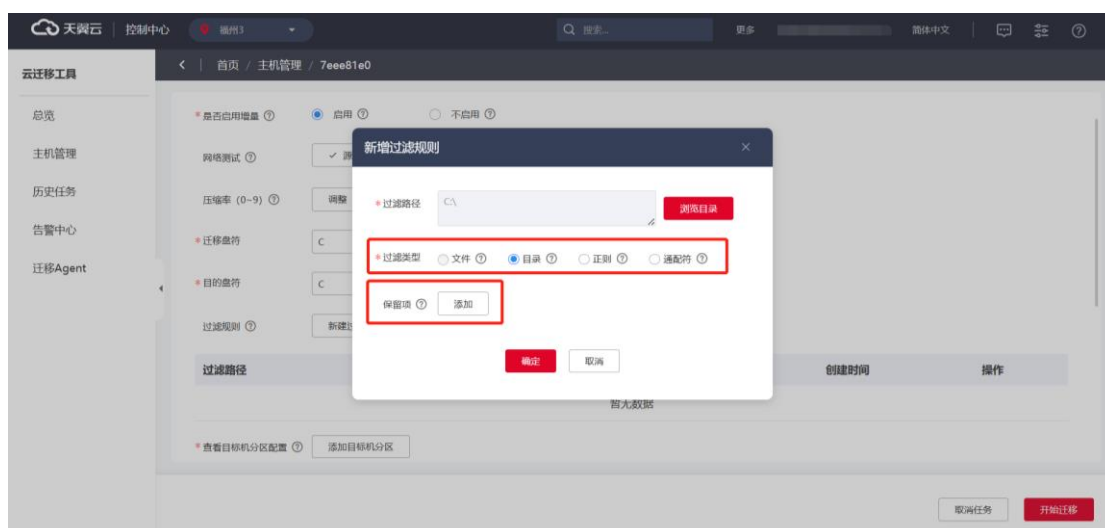 天翼云 控制中心 福州3 搜索... 更多 简体中文
云迁移工具
首页 / 主机管理 / 7eee81e0
总览
主机管理
历史任务
告警中心
迁移Agent
*是否启用增量 启用 不启用
网络测试 源
压缩率（0~9） 调整
*迁移盘符 C
*目的盘符 C
过滤规则 新建过
新增过滤规则
*过滤路径 C:\ 浏览目录
*过滤类型 文件 目录 正则 通配符
保留项 添加
确定 取消
过滤路径 创建时间 操作
暂无数据
*查看目标机分区配置 添加目标机分区
取消任务 开始迁移